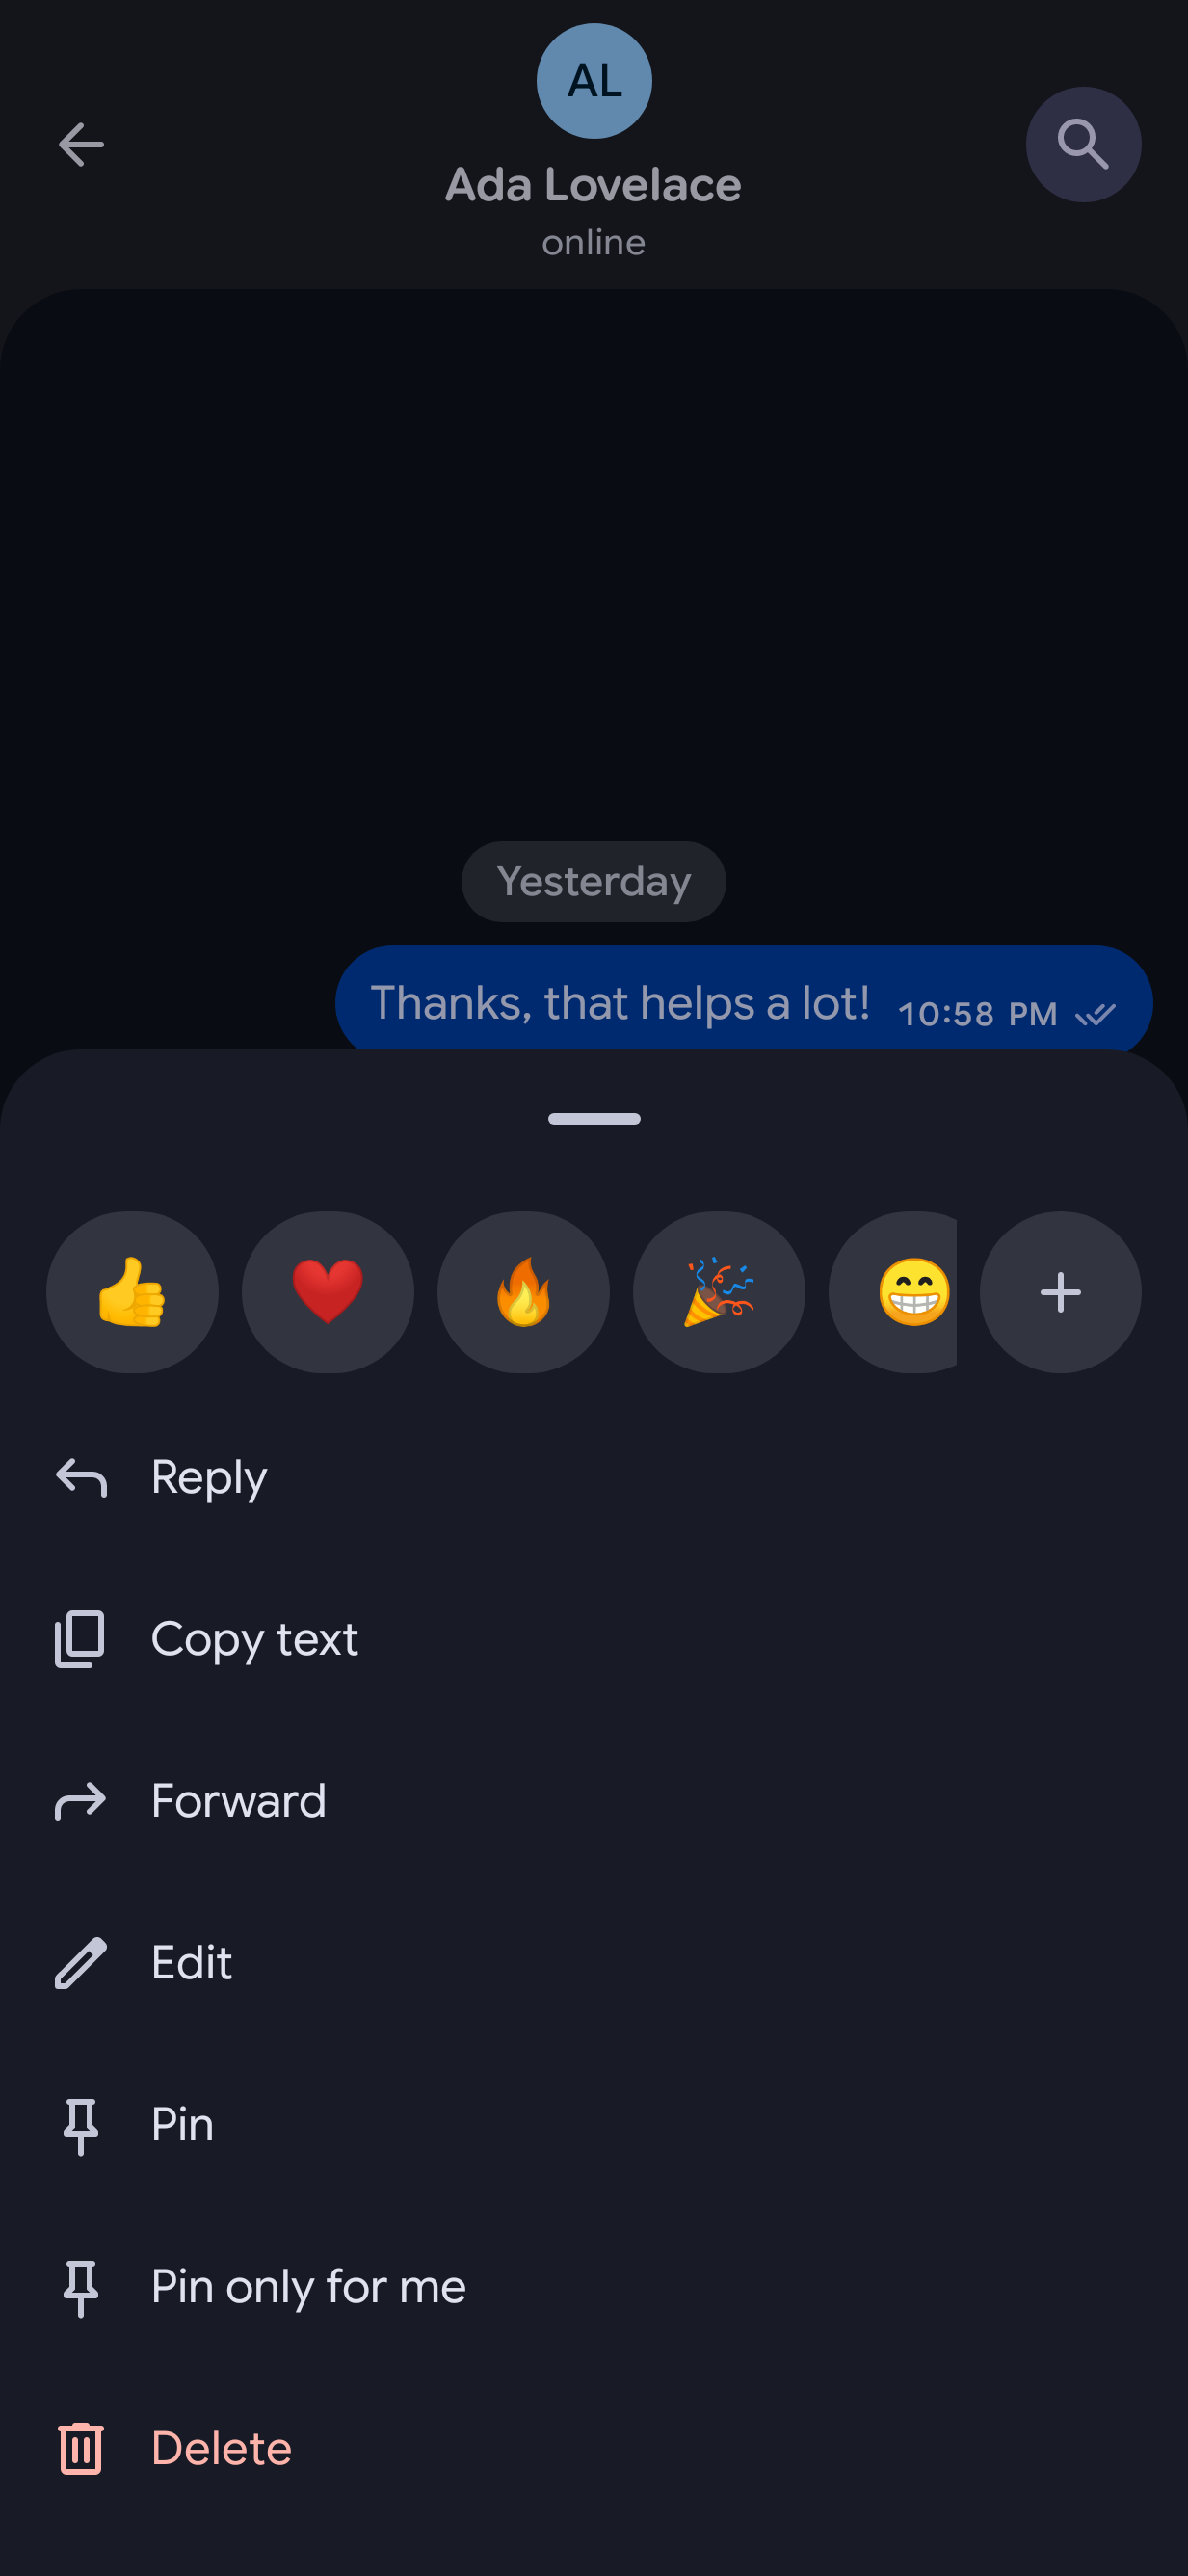 AL
Ada Lovelace
online
Yesterday
Thanks, that helps a lot! 10:58 PM
Reply
Copy text
Forward
Edit
Pin
Pin only for me
Delete